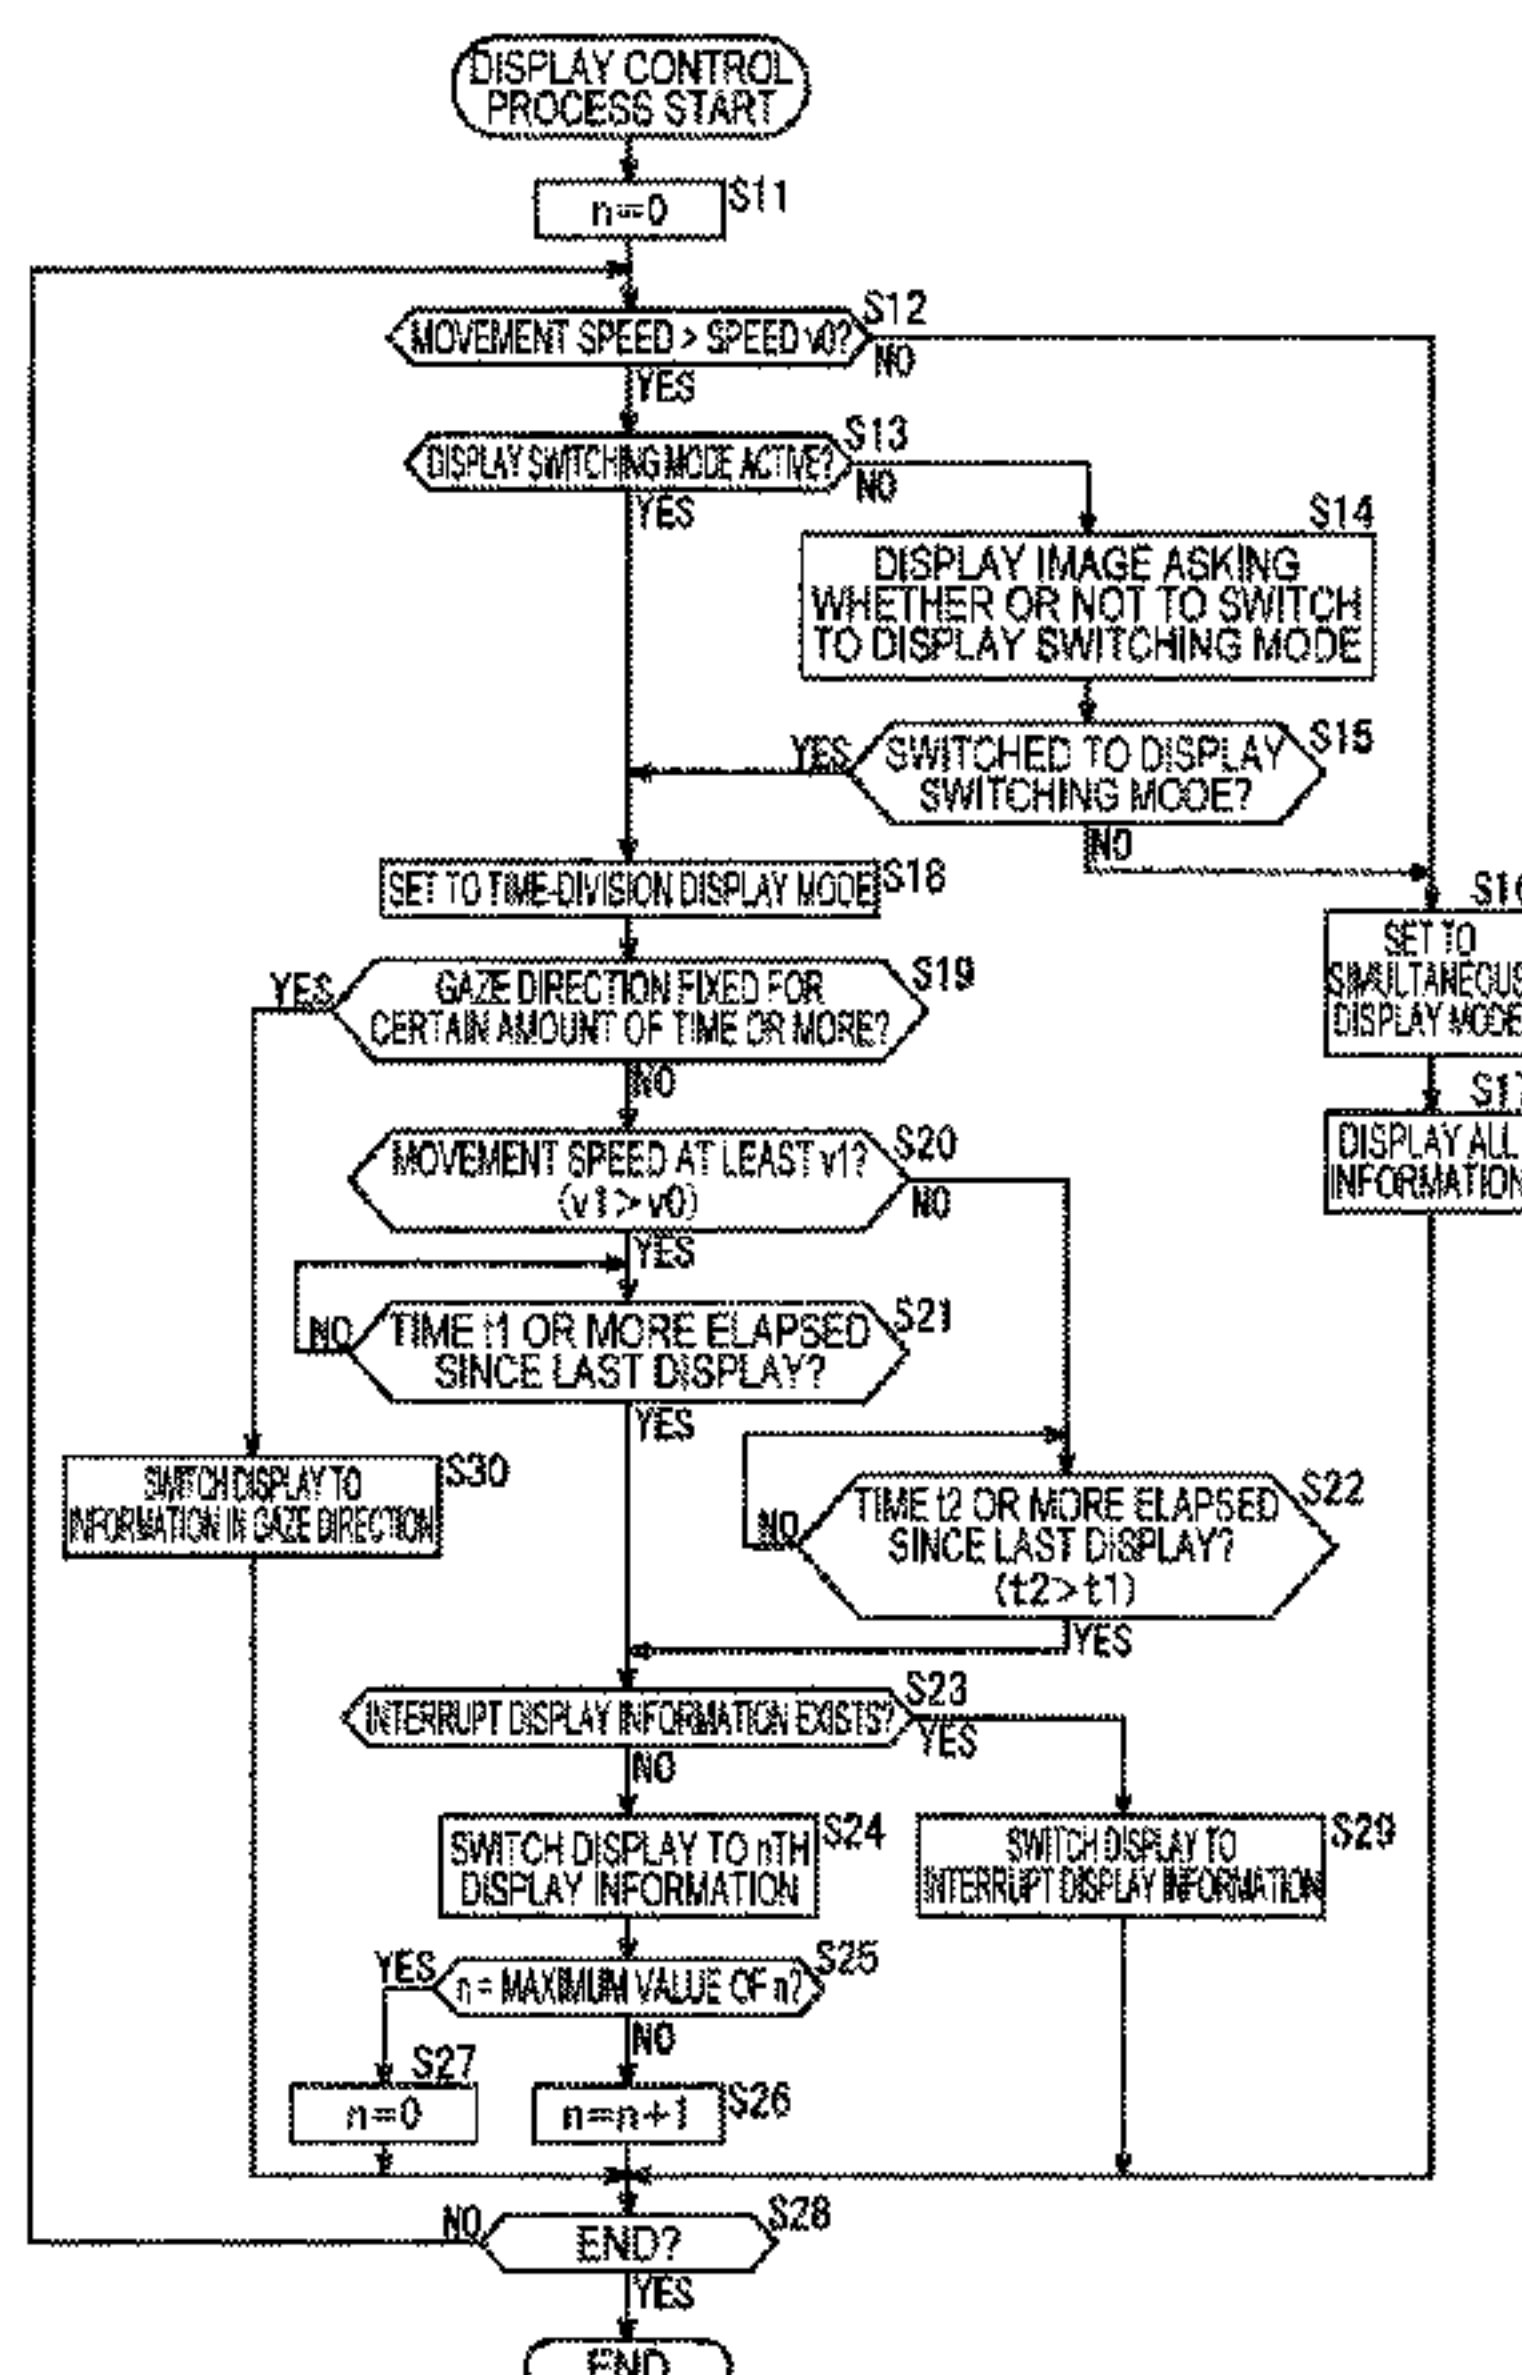 DISPLAY CONTROL
PROCESS START
S11
n=0
S12
MOVEMENT SPEED > SPEED v0?
NO
YES
S13
DISPLAY SWITCHING MODE ACTIVE?
NO
YES
S14
DISPLAY IMAGE ASKING
WHETHER OR NOT TO SWITCH
TO DISPLAY SWITCHING MODE
S15
YES
SWITCHED TO DISPLAY
SWITCHING MODE?
NO
S18
SET TO TIME-DIVISION DISPLAY MODE
S16
SET TO
SIMULTANEOUS
DISPLAY MODE
S19
YES
GAZE DIRECTION FIXED FOR
CERTAIN AMOUNT OF TIME OR MORE?
NO
S17
DISPLAY ALL
INFORMATION
S20
MOVEMENT SPEED AT LEAST v1?
(v1>v0)
NO
YES
S21
NO
TIME t1 OR MORE ELAPSED
SINCE LAST DISPLAY?
YES
S30
SWITCH DISPLAY TO
INFORMATION IN GAZE DIRECTION
S22
NO
TIME t2 OR MORE ELAPSED
SINCE LAST DISPLAY?
(t2>t1)
YES
S23
INTERRUPT DISPLAY INFORMATION EXISTS?
YES
NO
S24
SWITCH DISPLAY TO nTH
DISPLAY INFORMATION
S29
SWITCH DISPLAY TO
INTERRUPT DISPLAY INFORMATION
S25
YES
n = MAXIMUM VALUE OF n?
NO
S27
n=0
S26
n=n+1
S28
NO
END?
YES
END